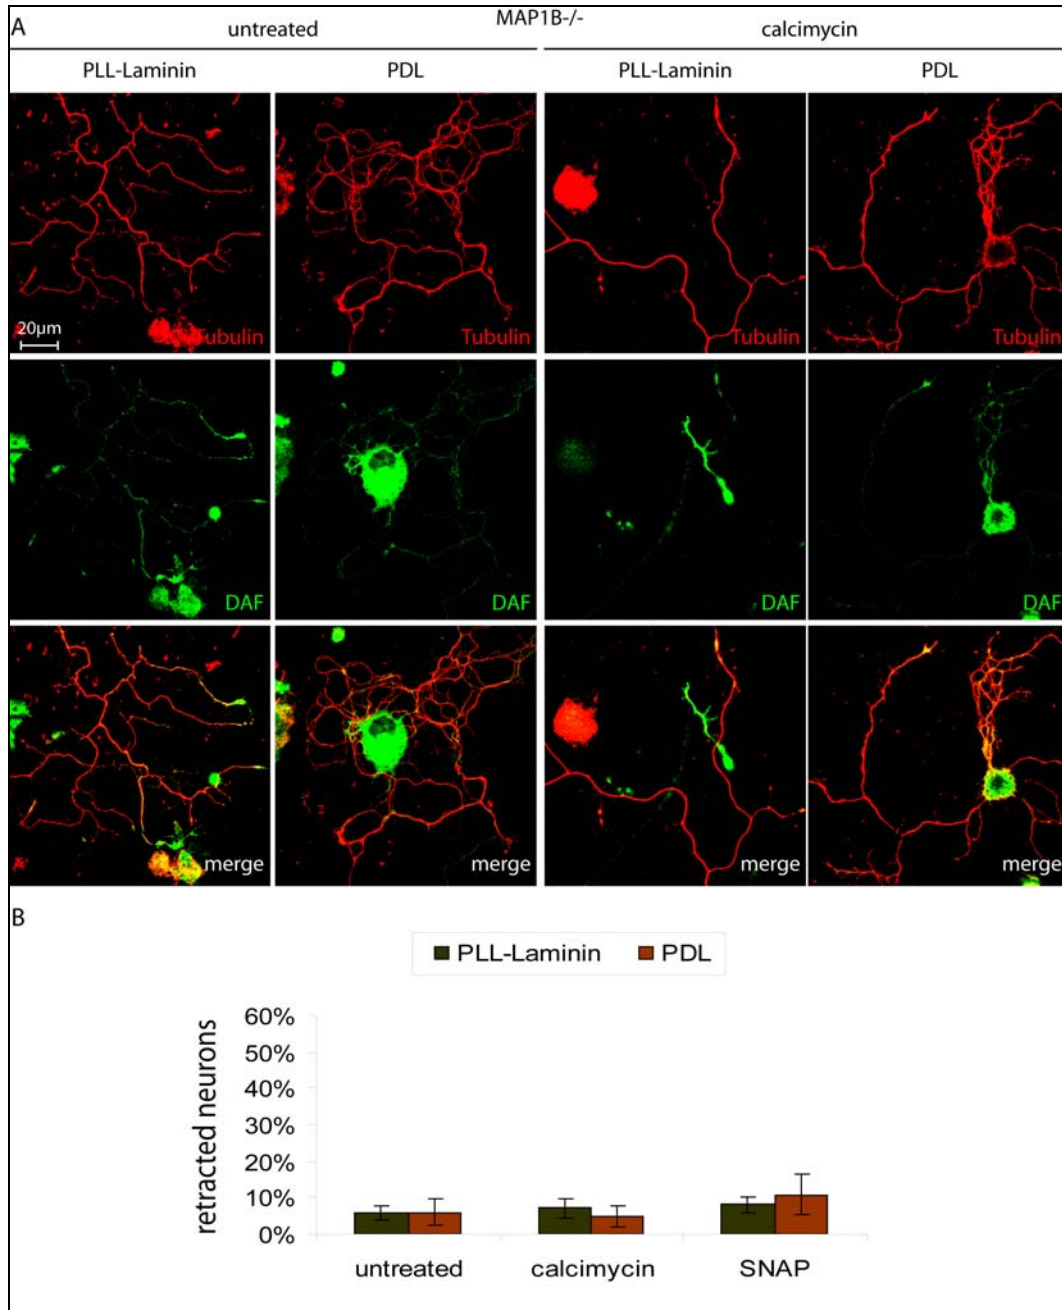 A
MAP1B-/-
untreated
calcimycin
PLL-Laminin PDL PLL-Laminin PDL
20µm
Tubulin Tubulin Tubulin Tubulin
DAF DAF DAF DAF
merge merge merge merge
B
PLL-Laminin PDL
retracted neurons
60%
50%
40%
30%
20%
10%
0%
untreated calcimycin SNAP